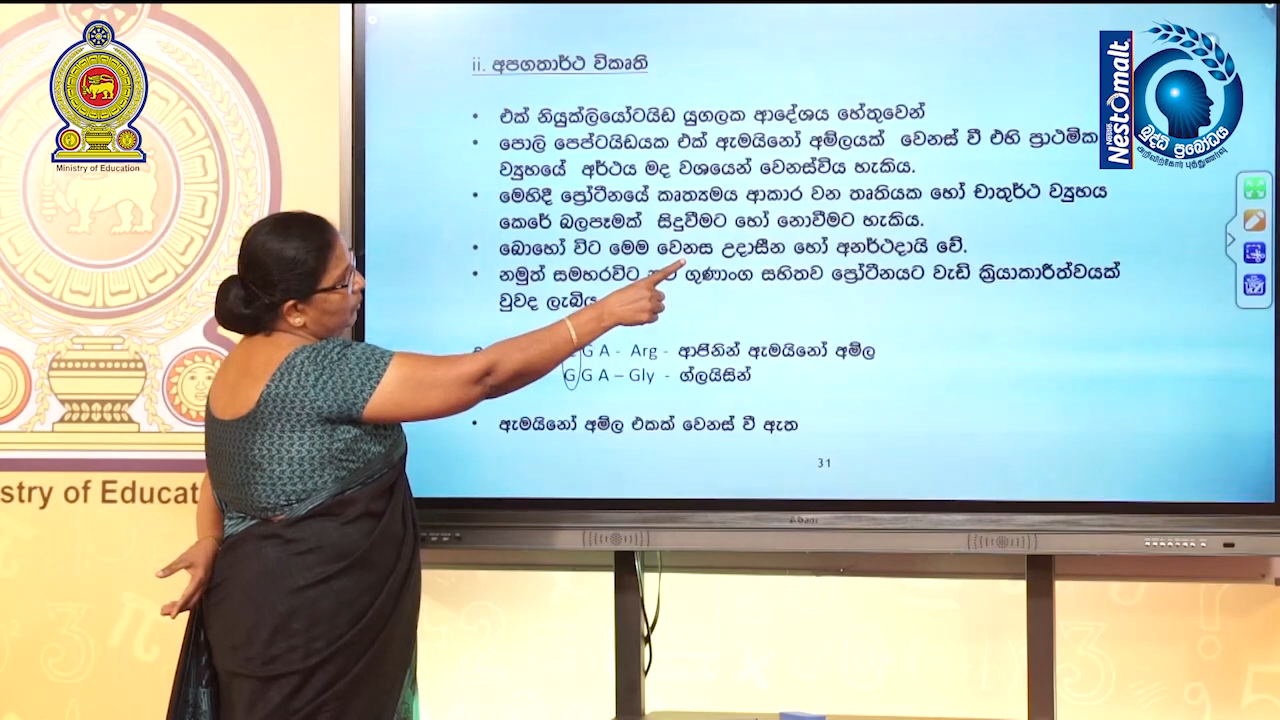 ii. අපගතාර්ථ විකෘති
• එක් නියුක්ලියෝටයිඩ යුගලක ආදේශය හේතුවෙන්
• පොලි පෙප්ටයිඩයක එක් ඇමයිනෝ අම්ලයක් වෙනස් වී එහි ප්‍රාථමික
ව්‍යුහයේ අර්ථය මද වශයෙන් වෙනස්විය හැකිය.
• මෙහිදී ප්‍රෝටීනයේ කෘත්‍යමය ආකාර වන තෘතියක හෝ චාතුර්ථ ව්‍යුහය
කෙරේ බලපෑමක් සිදුවීමට හෝ නොවීමට හැකිය.
• බොහෝ විට මෙම වෙනස උදාසීන හෝ අනර්ථදායි වේ.
• නමුත් සමහරවිට ගුණාංග සහිතව ප්‍රෝටීනයට වැඩි ක්‍රියාකාරීත්වයක්
වුවද ලැබිය
G A - Arg - ආජිනින් ඇමයිනෝ අම්ල
G G A – Gly - ග්ලයිසින්
• ඇමයිනෝ අම්ල එකක් වෙනස් වී ඇත
31
Ministry of Education
stry of Educat
Nestlé
NESTOMALT
බුද්ධි ප්‍රබෝධය